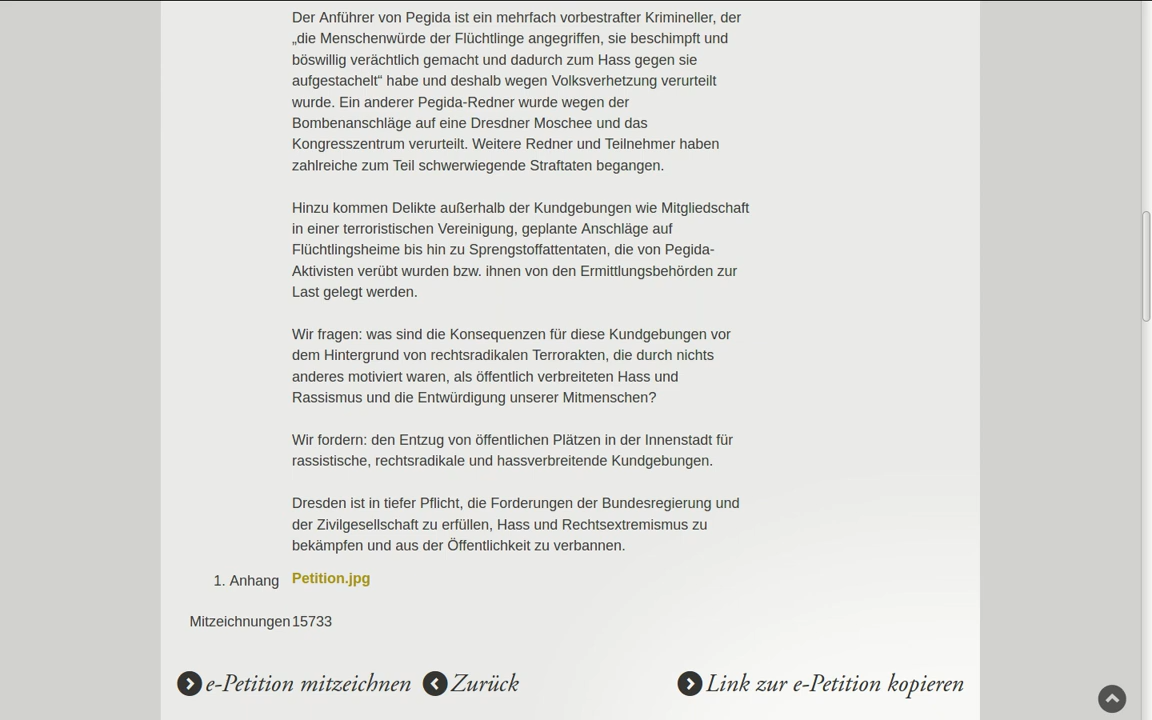 Der Anführer von Pegida ist ein mehrfach vorbestrafter Krimineller, der
„die Menschenwürde der Flüchtlinge angegriffen, sie beschimpft und
böswillig verächtlich gemacht und dadurch zum Hass gegen sie
aufgestachelt“ habe und deshalb wegen Volksverhetzung verurteilt
wurde. Ein anderer Pegida-Redner wurde wegen der
Bombenanschläge auf eine Dresdner Moschee und das
Kongresszentrum verurteilt. Weitere Redner und Teilnehmer haben
zahlreiche zum Teil schwerwiegende Straftaten begangen.
Hinzu kommen Delikte außerhalb der Kundgebungen wie Mitgliedschaft
in einer terroristischen Vereinigung, geplante Anschläge auf
Flüchtlingsheime bis hin zu Sprengstoffattentaten, die von Pegida-
Aktivisten verübt wurden bzw. ihnen von den Ermittlungsbehörden zur
Last gelegt werden.
Wir fragen: was sind die Konsequenzen für diese Kundgebungen vor
dem Hintergrund von rechtsradikalen Terrorakten, die durch nichts
anderes motiviert waren, als öffentlich verbreiteten Hass und
Rassismus und die Entwürdigung unserer Mitmenschen?
Wir fordern: den Entzug von öffentlichen Plätzen in der Innenstadt für
rassistische, rechtsradikale und hassverbreitende Kundgebungen.
Dresden ist in tiefer Pflicht, die Forderungen der Bundesregierung und
der Zivilgesellschaft zu erfüllen, Hass und Rechtsextremismus zu
bekämpfen und aus der Öffentlichkeit zu verbannen.
1. Anhang Petition.jpg
Mitzeichnungen 15733
e-Petition mitzeichnen Zurück Link zur e-Petition kopieren